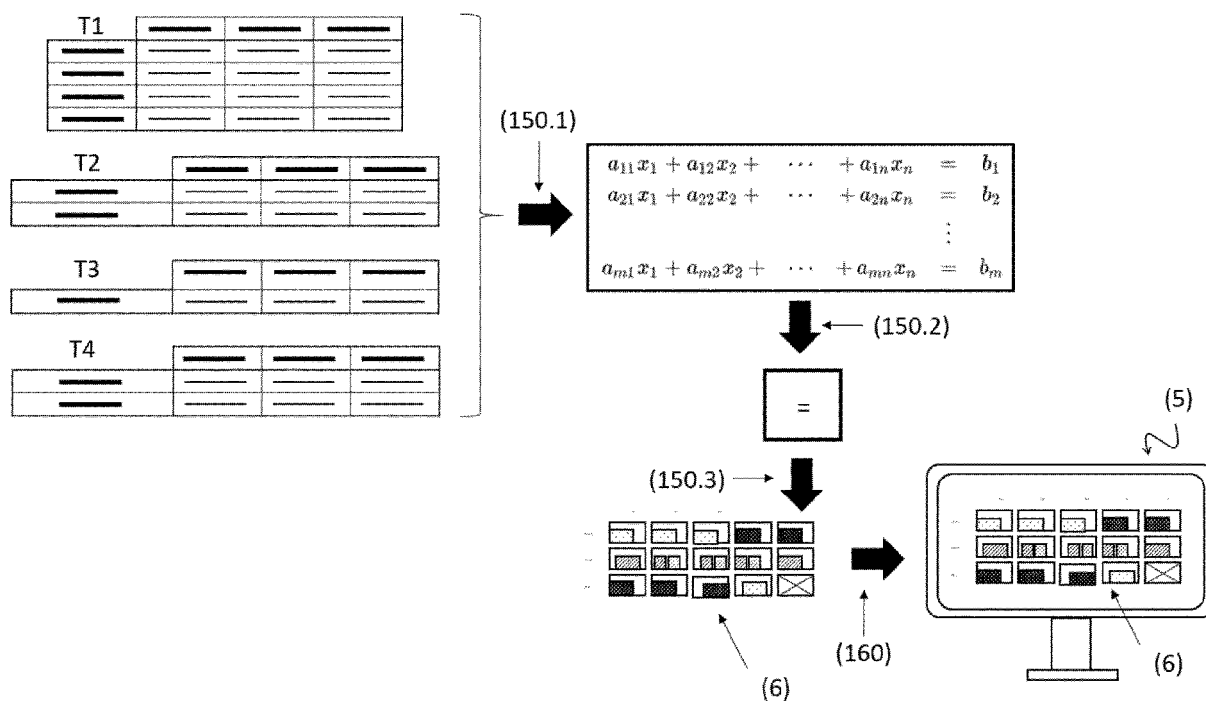 T1
T2
T3
T4
(150.1)
a₁₁x₁ + a₁₂x₂ + ⋯ + a₁ₙxₙ = b₁
a₂₁x₁ + a₂₂x₂ + ⋯ + a₂ₙxₙ = b₂
⋮
aₘ₁x₁ + aₘ₂x₂ + ⋯ + aₘₙxₙ = bₘ
(150.2)
=
(150.3)
(5)
(160)
(6)
(6)